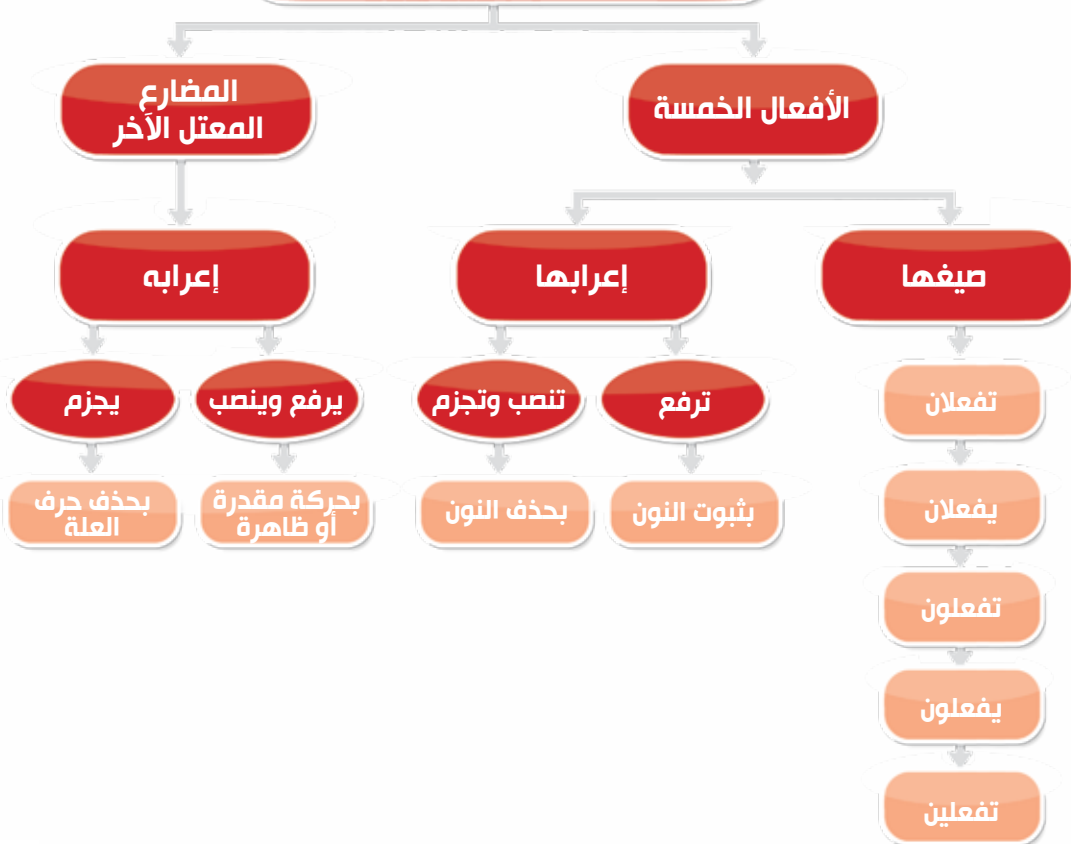 الأفعال الخمسة
المضارع
المعتل الآخر
صيغها
إعرابها
إعرابه
ترفع
تنصب وتجزم
يرفع وينصب
يجزم
تفعلان
بثبوت النون
بحذف النون
بحركة مقدرة
أو ظاهرة
بحذف حرف
العلة
يفعلان
تفعلون
يفعلون
تفعلين